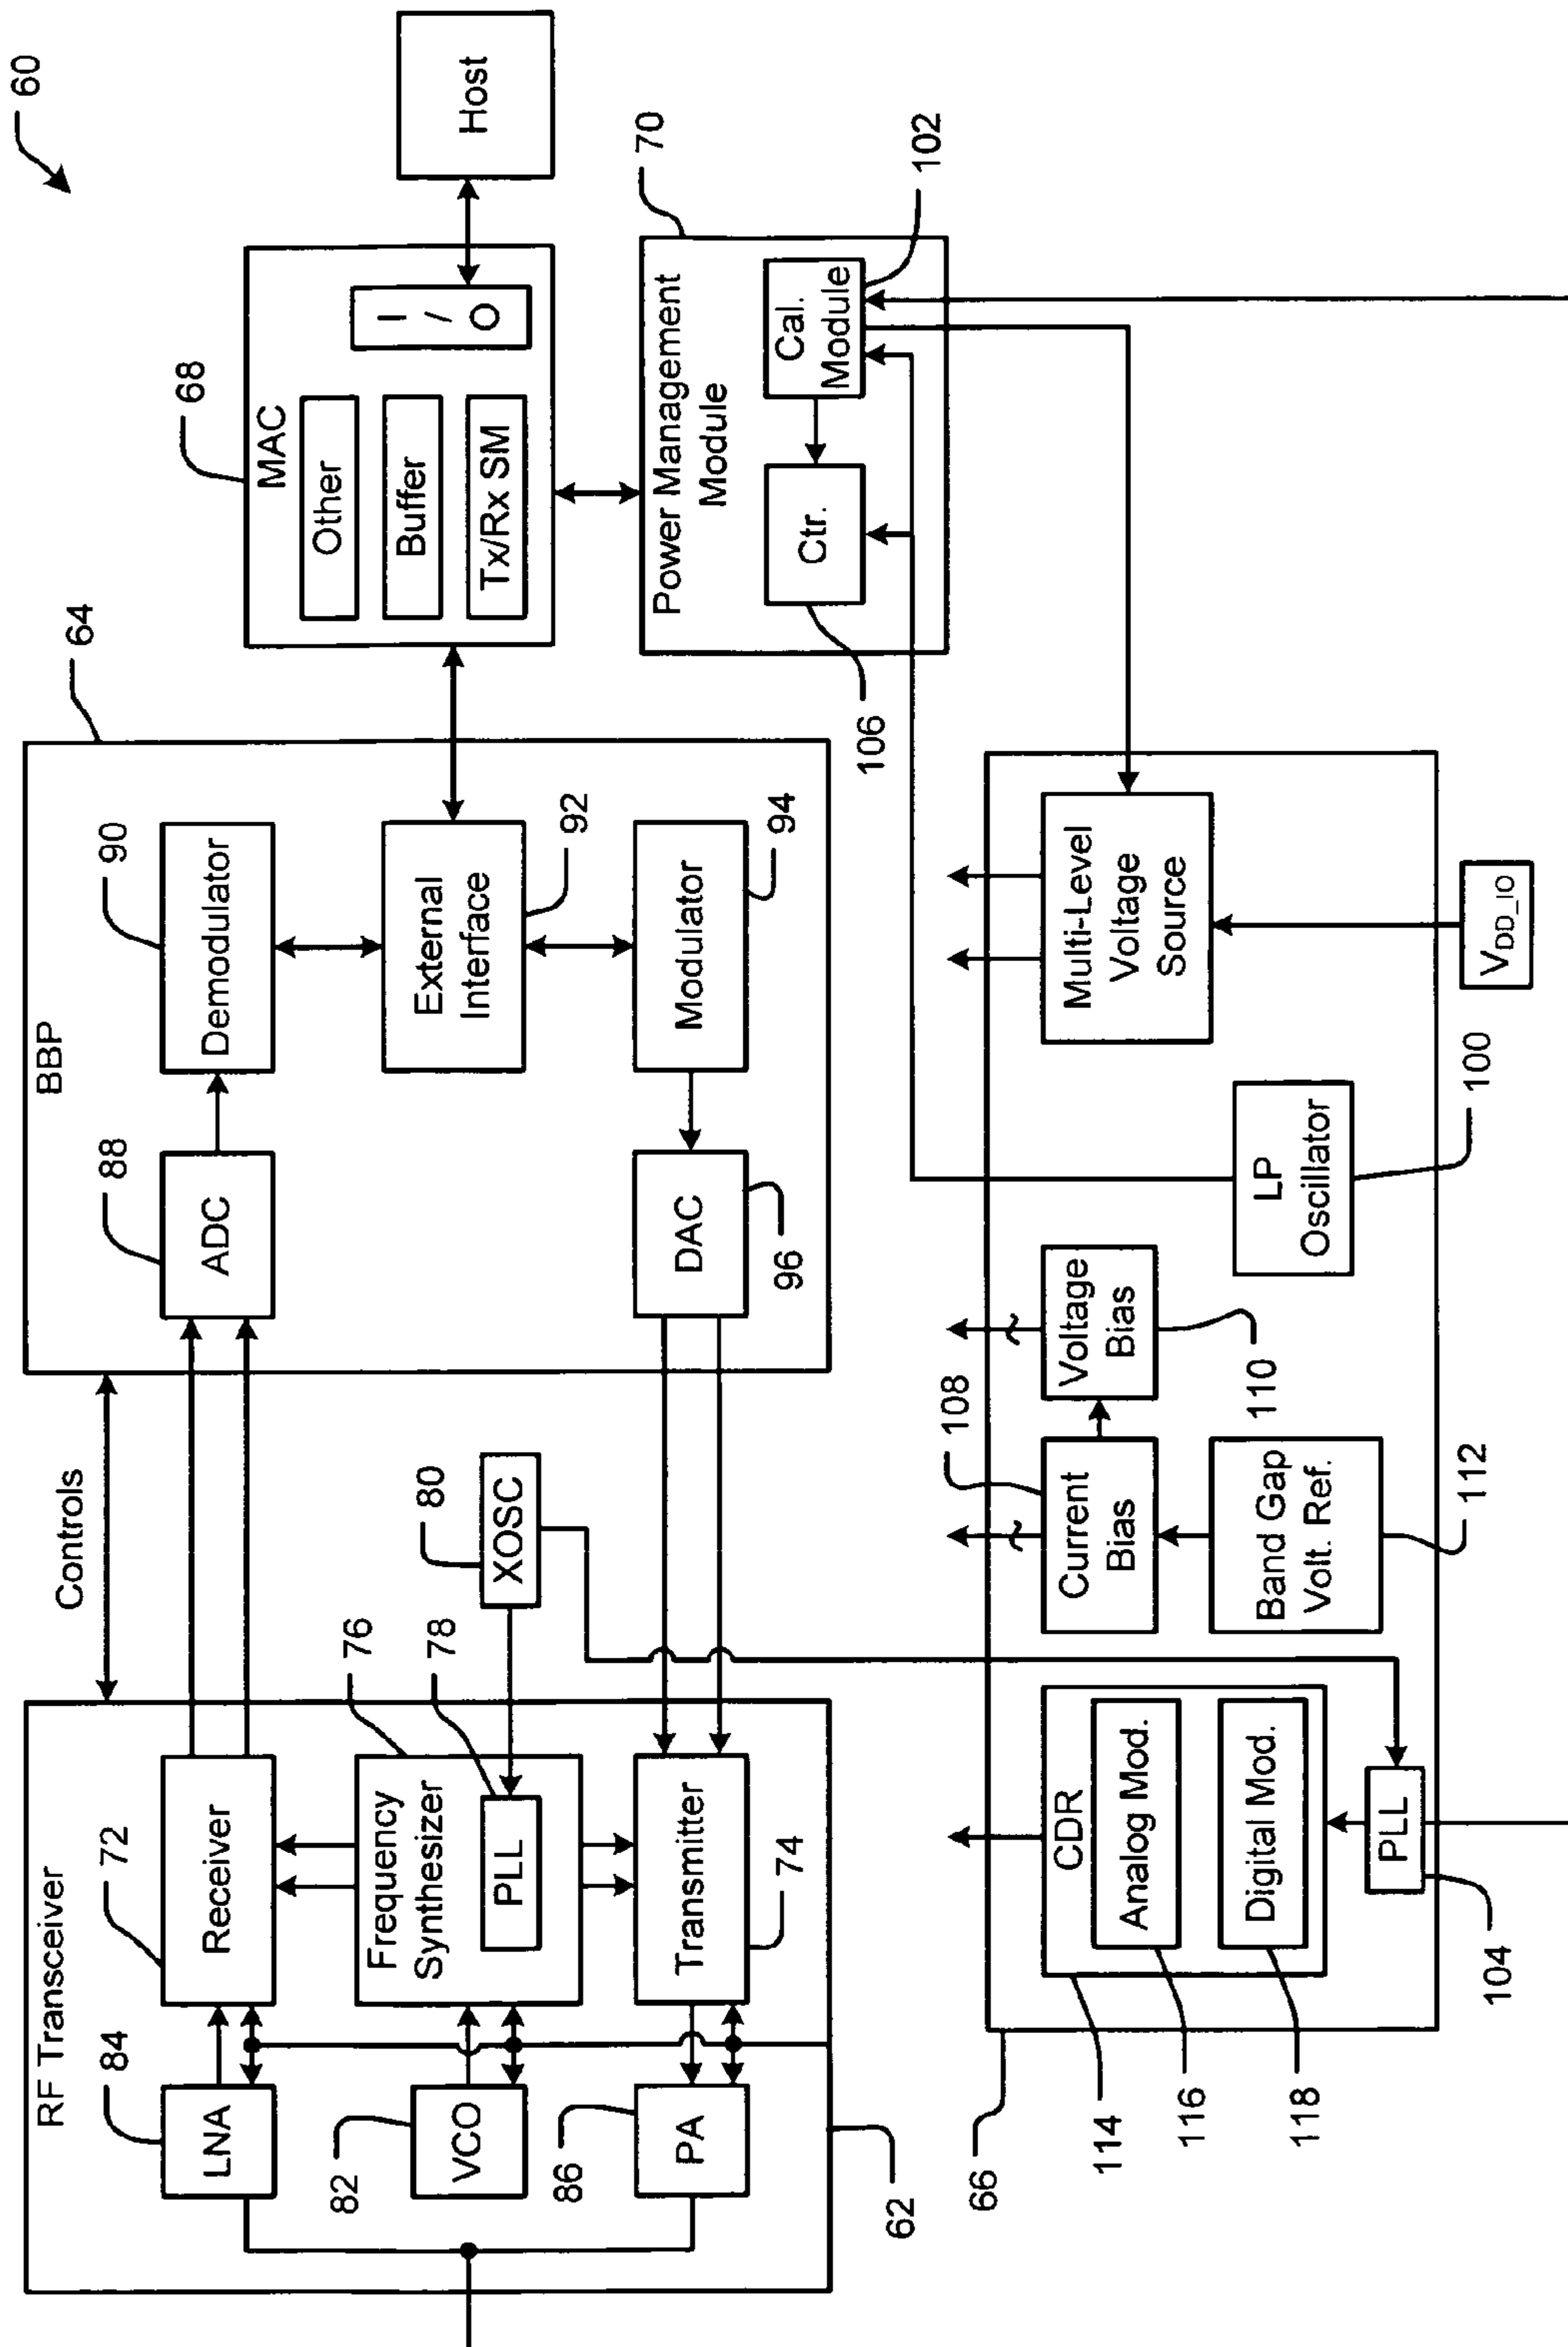 60
RF Transceiver
84
LNA
72
Receiver
82
VCO
Frequency
Synthesizer
76
78
PLL
86
PA
Transmitter
74
62
Controls
80
XOSC
BBP
64
88
ADC
90
Demodulator
External
Interface
92
DAC
96
Modulator
94
MAC
68
Other
Buffer
Tx/Rx SM
I
/
O
Host
Power Management
Module
70
Ctr.
106
Cal.
Module
102
66
CDR
Analog Mod.
Digital Mod.
114
116
118
PLL
104
Current
Bias
108
Voltage
Bias
110
Band Gap
Volt. Ref.
112
LP
Oscillator
100
Multi-Level
Voltage
Source
VDD_IO